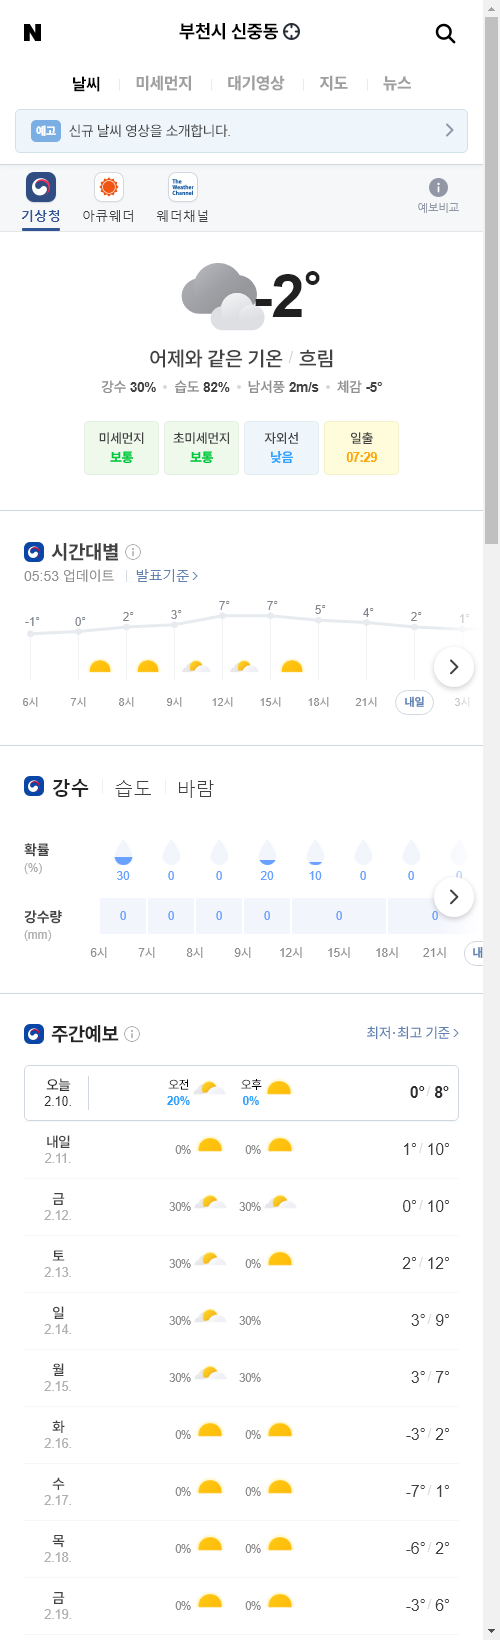 N
부천시 신중동
날씨 미세먼지 대기영상 지도 뉴스
예고 신규 날씨 영상을 소개합니다.
The Weather Channel
기상청 아큐웨더 웨더채널 예보비교
-2°
어제와 같은 기온 / 흐림
강수 30% 습도 82% 남서풍 2m/s 체감 -5°
미세먼지 초미세먼지 자외선 일출
보통 보통 낮음 07:29
시간대별
05:53 업데이트 발표기준
-1° 0° 2° 3° 7° 7° 5° 4° 2° 1°
6시 7시 8시 9시 12시 15시 18시 21시 내일 3시
강수 습도 바람
확률
(%)
30 0 0 20 10 0 0 0
강수량
(mm)
0 0 0 0 0 0
6시 7시 8시 9시 12시 15시 18시 21시 내
주간예보 최저·최고 기준
오늘 오전 오후
2.10. 20% 0% 0° / 8°
내일
2.11. 0% 0% 1° / 10°
금
2.12. 30% 30% 0° / 10°
토
2.13. 30% 0% 2° / 12°
일
2.14. 30% 30% 3° / 9°
월
2.15. 30% 30% 3° / 7°
화
2.16. 0% 0% -3° / 2°
수
2.17. 0% 0% -7° / 1°
목
2.18. 0% 0% -6° / 2°
금
2.19. 0% 0% -3° / 6°